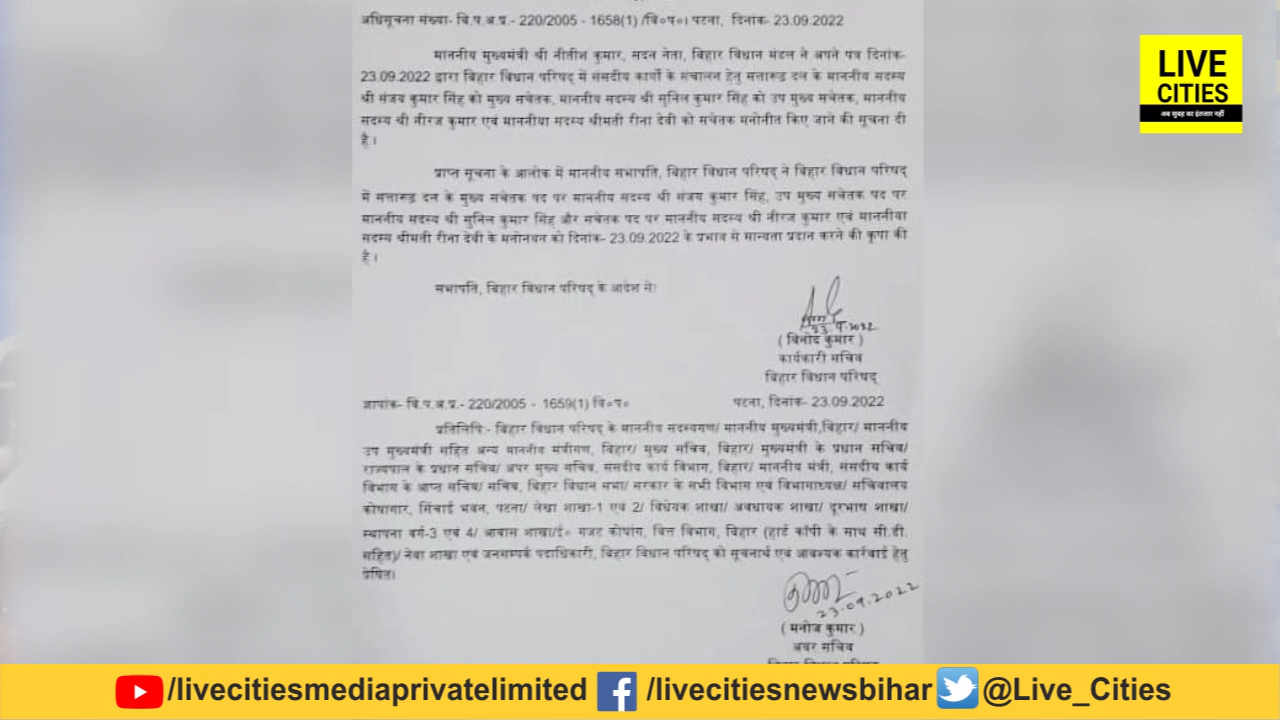 अधिसूचना संख्या- वि.प.अ.प्र.- 220/2005 - 1658(1) /वि०प०। पटना, दिनांक- 23.09.2022
माननीय मुख्यमंत्री श्री नीतीश कुमार, सदन नेता, बिहार विधान मंडल ने अपने पत्र दिनांक-
23.09.2022 द्वारा बिहार विधान परिषद् में संसदीय कार्यों के संचालन हेतु सत्तारूढ़ दल के माननीय सदस्य
श्री संजय कुमार सिंह को मुख्य सचेतक, माननीय सदस्य श्री सुनिल कुमार सिंह को उप मुख्य सचेतक, माननीय
सदस्य श्री नीरज कुमार एवं माननीया सदस्य श्रीमती रीना देवी को सचेतक मनोनीत किए जाने की सूचना दी
है।
प्राप्त सूचना के आलोक में माननीय सभापति, बिहार विधान परिषद् ने बिहार विधान परिषद्
में सत्तारूढ़ दल के मुख्य सचेतक पद पर माननीय सदस्य श्री संजय कुमार सिंह, उप मुख्य सचेतक पद पर
माननीय सदस्य श्री सुनिल कुमार सिंह और सचेतक पद पर माननीय सदस्य श्री नीरज कुमार एवं माननीया
सदस्य श्रीमती रीना देवी के मनोनयन को दिनांक- 23.09.2022 के प्रभाव से मान्यता प्रदान करने की कृपा की
है।
सभापति, बिहार विधान परिषद् के आदेश से
23.9.2022
( विनोद कुमार )
कार्यकारी सचिव
बिहार विधान परिषद्
ज्ञापांक- वि.प.अ.प्र.- 220/2005 - 1659(1) वि०प० पटना, दिनांक- 23.09.2022
प्रतिलिपि:- बिहार विधान परिषद् के माननीय सदस्यगण/ माननीय मुख्यमंत्री,बिहार/ माननीय
उप मुख्यमंत्री सहित अन्य माननीय मंत्रीगण, बिहार/ मुख्य सचिव, बिहार/ मुख्यमंत्री के प्रधान सचिव/
राज्यपाल के प्रधान सचिव/ अपर मुख्य सचिव, संसदीय कार्य विभाग, बिहार/ माननीय मंत्री, संसदीय कार्य
विभाग के आप्त सचिव/ सचिव, बिहार विधान सभा/ सरकार के सभी विभाग एवं विभागाध्यक्ष/ सचिवालय
कोषागार, सिंचाई भवन, पटना/ लेखा शाखा-1 एवं 2/ विधेयक शाखा/ अवधायक शाखा/ दूरभाष शाखा/
स्थापना वर्ग-3 एवं 4/ आवास शाखा/ई० गजट कोषांग, वित्त विभाग, बिहार (हार्ड कॉपी के साथ सी.डी.
सहित)/ नेवा शाखा एवं जनसम्पर्क पदाधिकारी, बिहार विधान परिषद् को सूचनार्थ एवं आवश्यक कार्रवाई हेतु
प्रेषित।
23.09.2022
( मनोज कुमार )
अवर सचिव
LIVE
CITIES
अब सुबह का इंतजार नहीं
/livecitiesmediaprivatelimited /livecitiesnewsbihar @Live_Cities